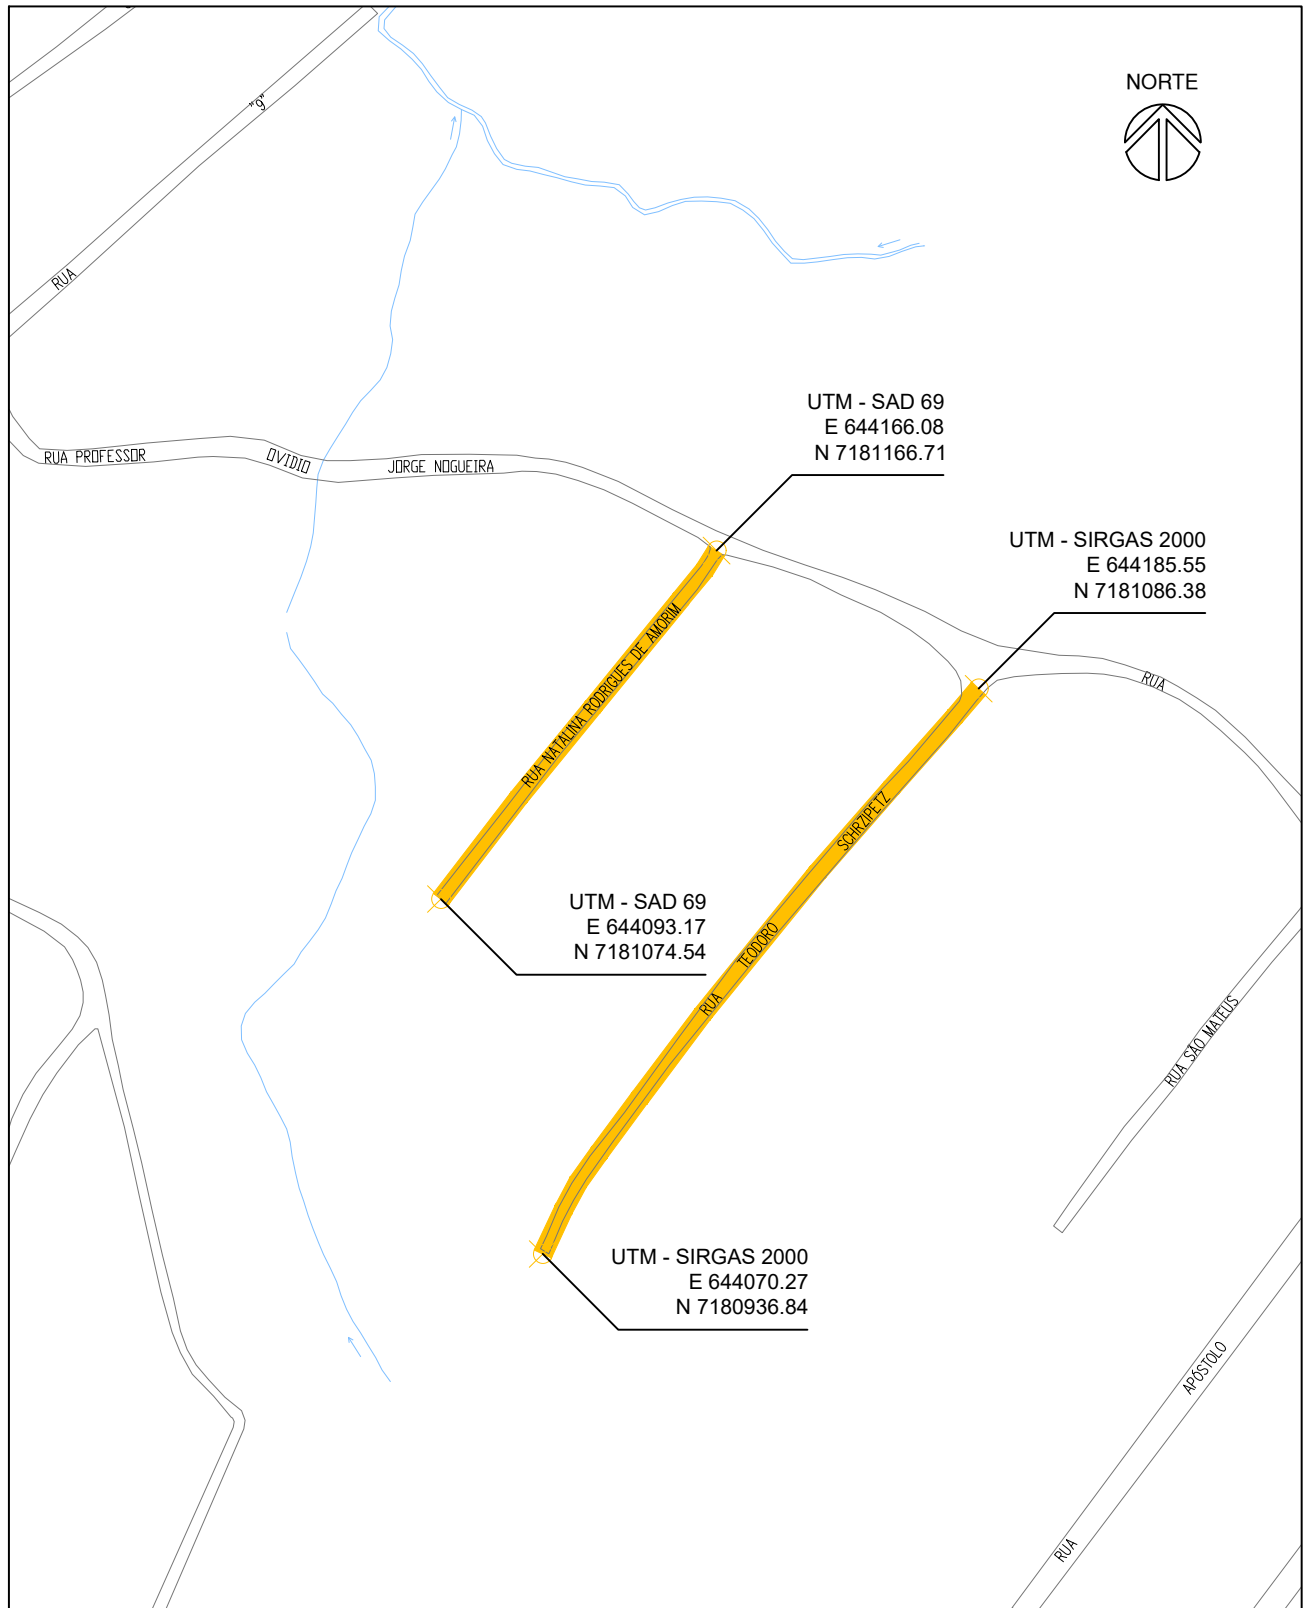 NORTE
"9"
RUA
UTM - SAD 69
E 644166.08
N 7181166.71
RUA PROFESSOR
OVIDIO
JORGE NOGUEIRA
UTM - SIRGAS 2000
E 644185.55
N 7181086.38
RUA NATALINA RODRIGUES DE AMORIM
RUA
SCHRZIPETZ
TEODORO
RUA
UTM - SAD 69
E 644093.17
N 7181074.54
RUA SÃO MATEUS
UTM - SIRGAS 2000
E 644070.27
N 7180936.84
APÓSTOLO
RUA